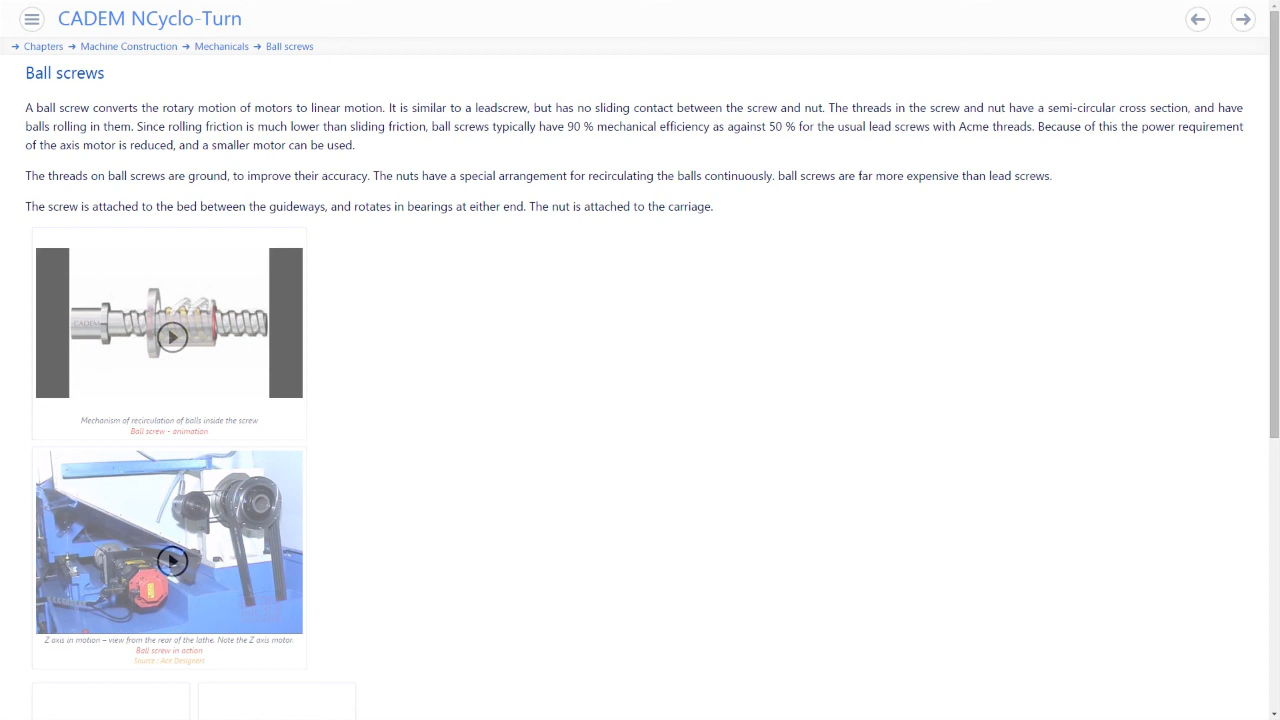 CADEM NCyclo-Turn
Chapters Machine Construction Mechanicals Ball screws
Ball screws
A ball screw converts the rotary motion of motors to linear motion. It is similar to a leadscrew, but has no sliding contact between the screw and nut. The threads in the screw and nut have a semi-circular cross section, and have
balls rolling in them. Since rolling friction is much lower than sliding friction, ball screws typically have 90 % mechanical efficiency as against 50 % for the usual lead screws with Acme threads. Because of this the power requirement
of the axis motor is reduced, and a smaller motor can be used.
The threads on ball screws are ground, to improve their accuracy. The nuts have a special arrangement for recirculating the balls continuously. ball screws are far more expensive than lead screws.
The screw is attached to the bed between the guideways, and rotates in bearings at either end. The nut is attached to the carriage.
CADEM
Mechanism of recirculation of balls inside the screw
Ball screw - animation
Z axis in motion – view from the rear of the lathe. Note the Z axis motor.
Ball screw in action
Source : Ace Designers